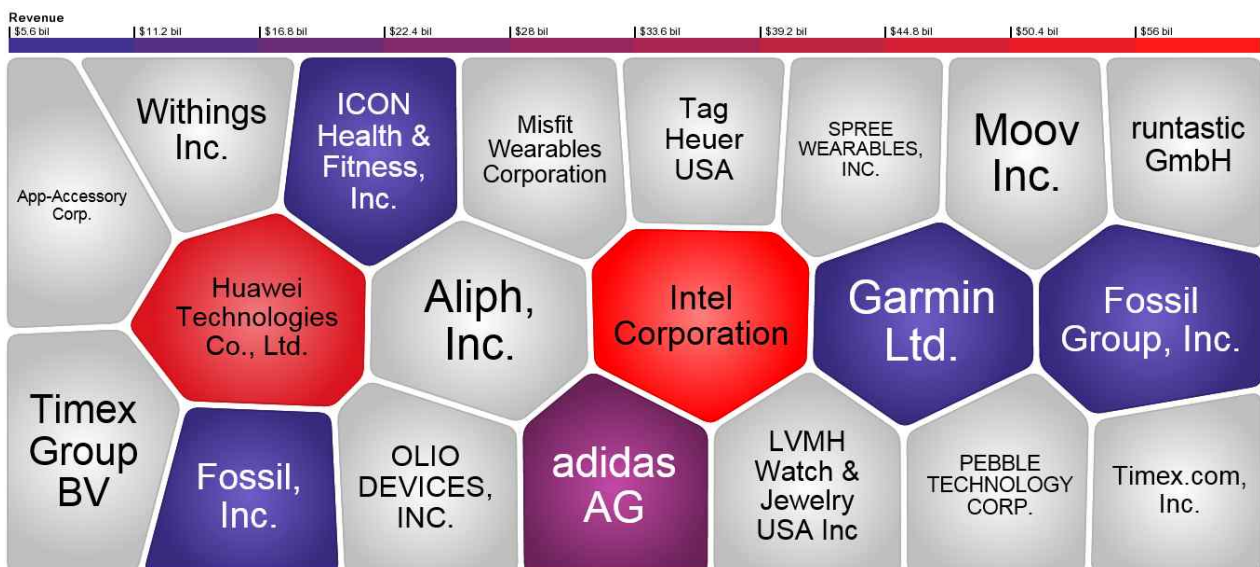 Revenue
$5.6 bil $11.2 bil $16.8 bil $22.4 bil $28 bil $33.6 bil $39.2 bil $44.8 bil $50.4 bil $56 bil
App-Accessory
Corp.
Withings
Inc.
ICON
Health &
Fitness,
Inc.
Misfit
Wearables
Corporation
Tag
Heuer
USA
SPREE
WEARABLES,
INC.
Moov
Inc.
runtastic
GmbH
Huawei
Technologies
Co., Ltd.
Aliph,
Inc.
Intel
Corporation
Garmin
Ltd.
Fossil
Group, Inc.
Timex
Group
BV
Fossil,
Inc.
OLIO
DEVICES,
INC.
adidas
AG
LVMH
Watch &
Jewelry
USA Inc
PEBBLE
TECHNOLOGY
CORP.
Timex.com,
Inc.